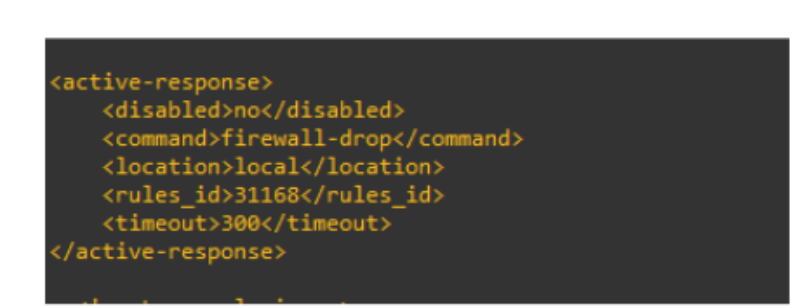 <active-response>
    <disabled>no</disabled>
    <command>firewall-drop</command>
    <location>local</location>
    <rules_id>31168</rules_id>
    <timeout>300</timeout>
</active-response>